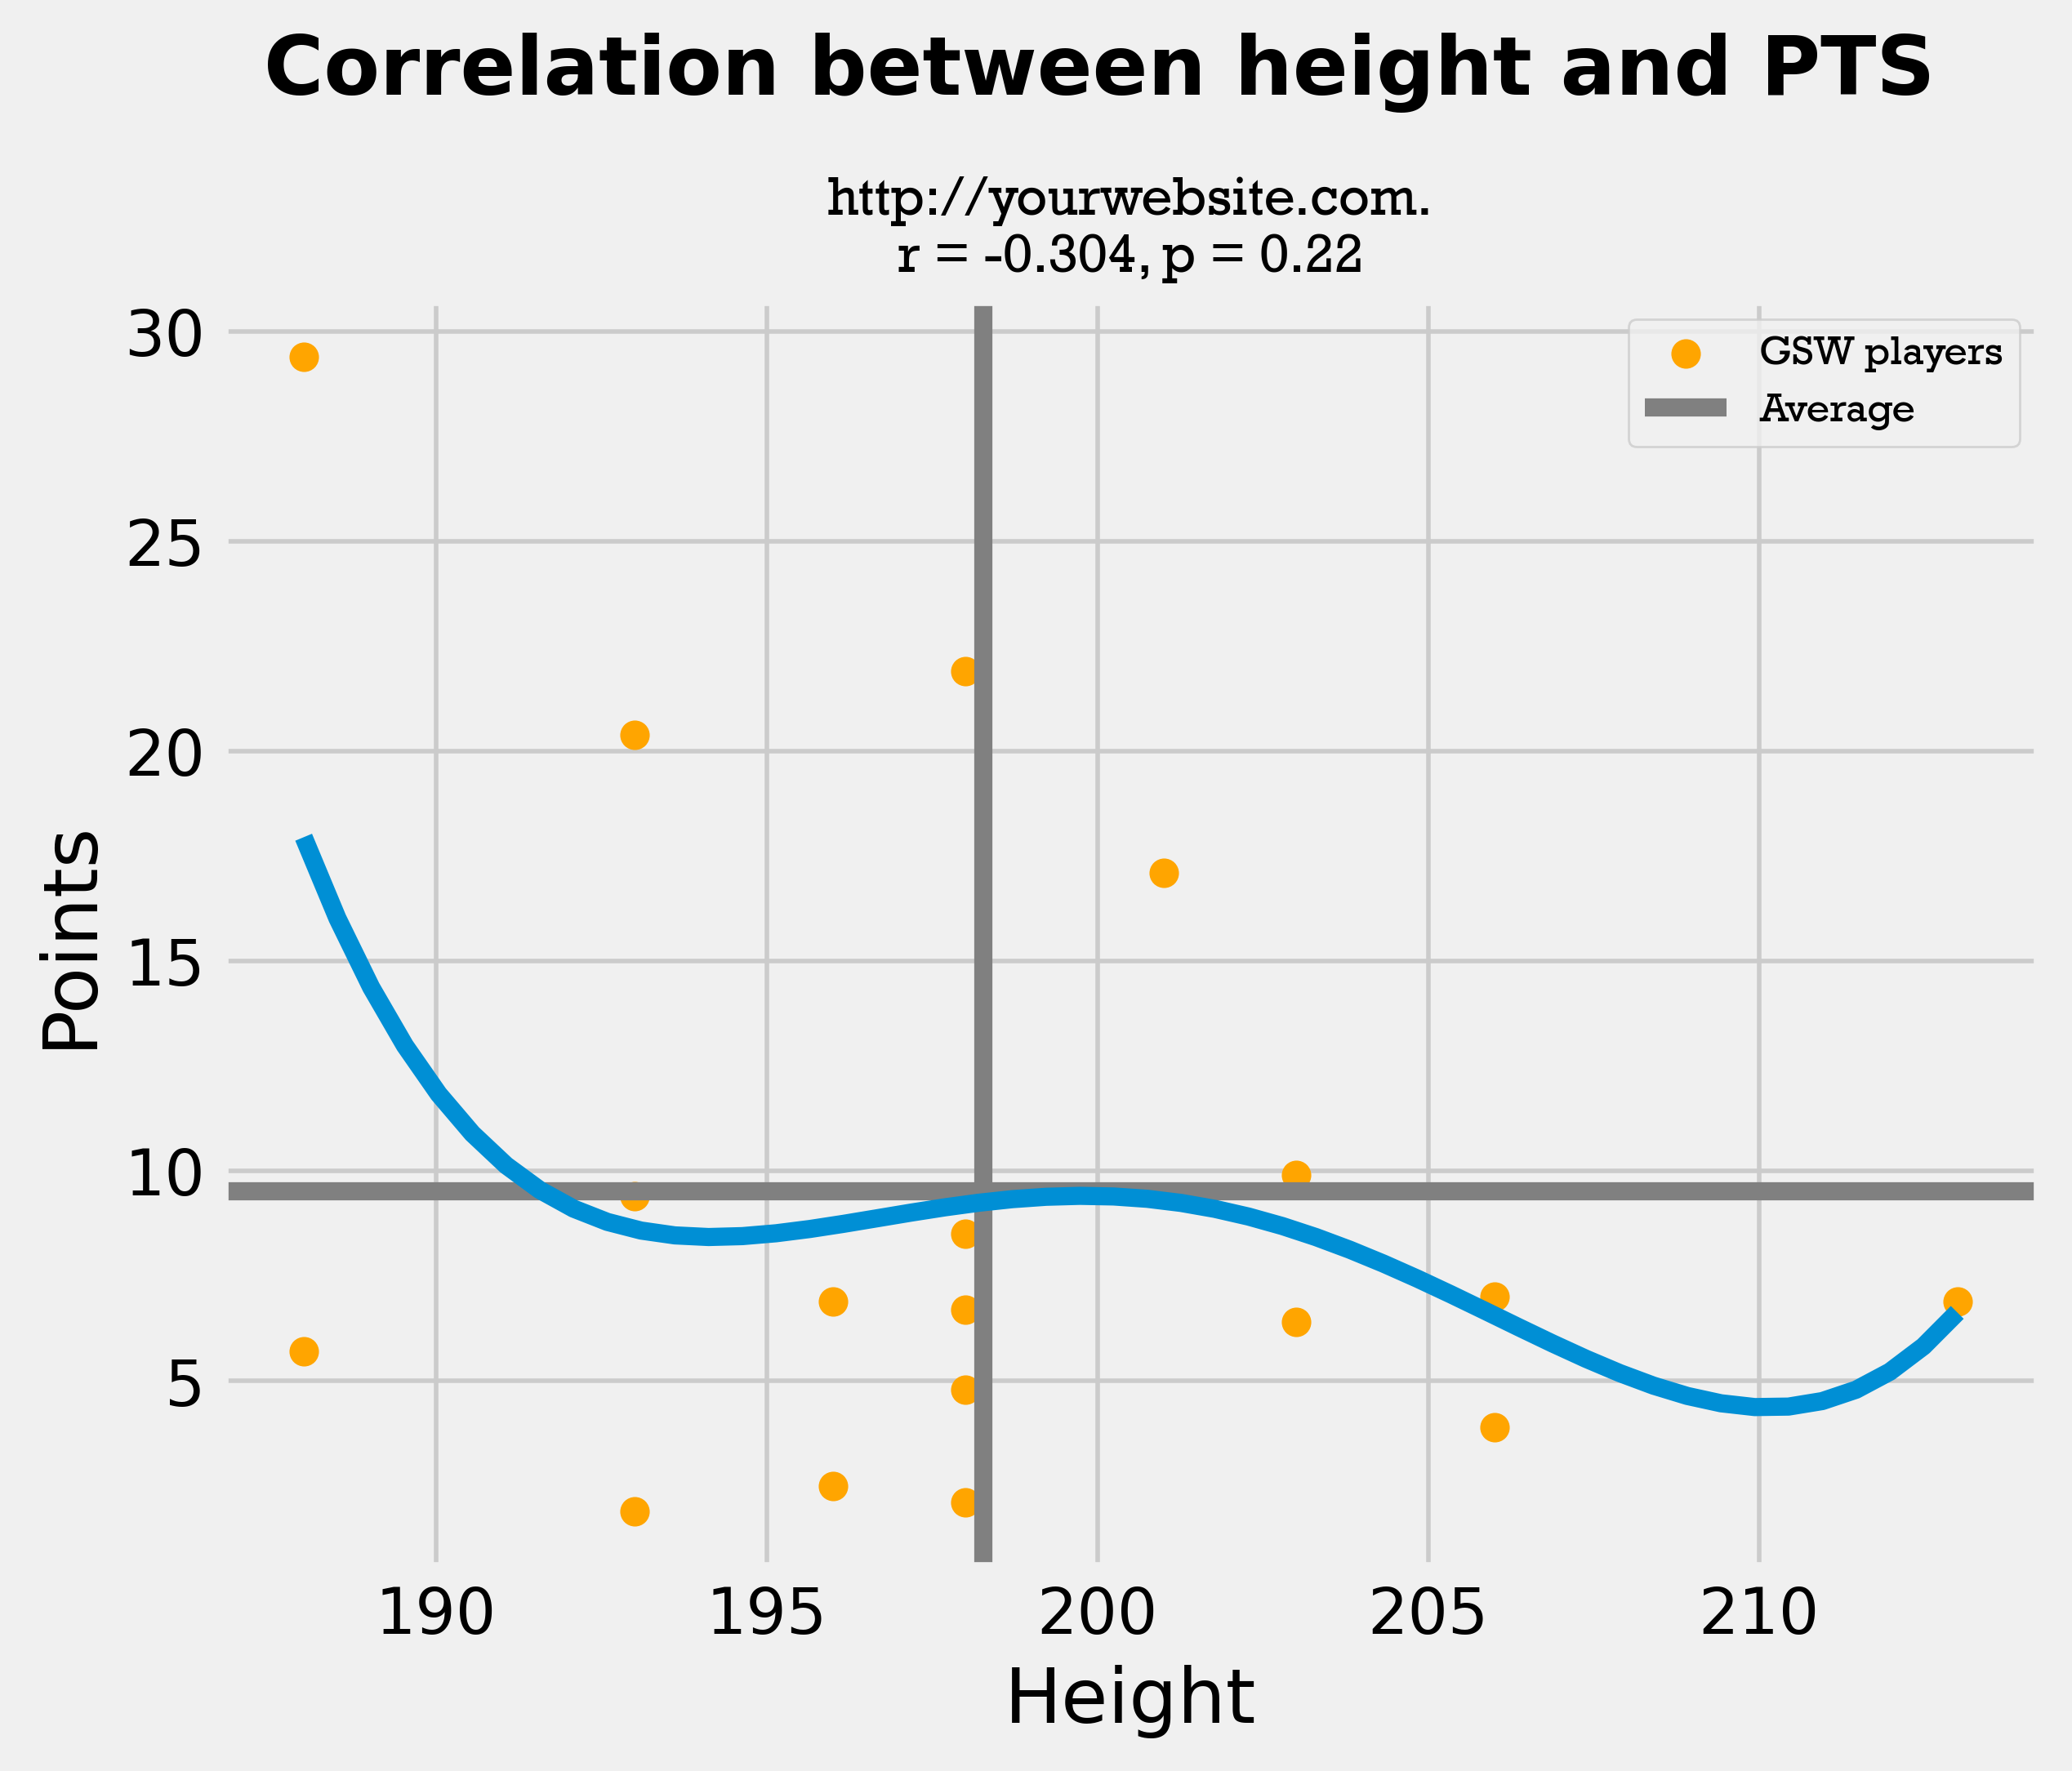 Correlation between height and PTS
http://yourwebsite.com.
r = -0.304, p = 0.22
GSW players
Average
30
25
20
15
10
5
Points
190 195 200 205 210
Height